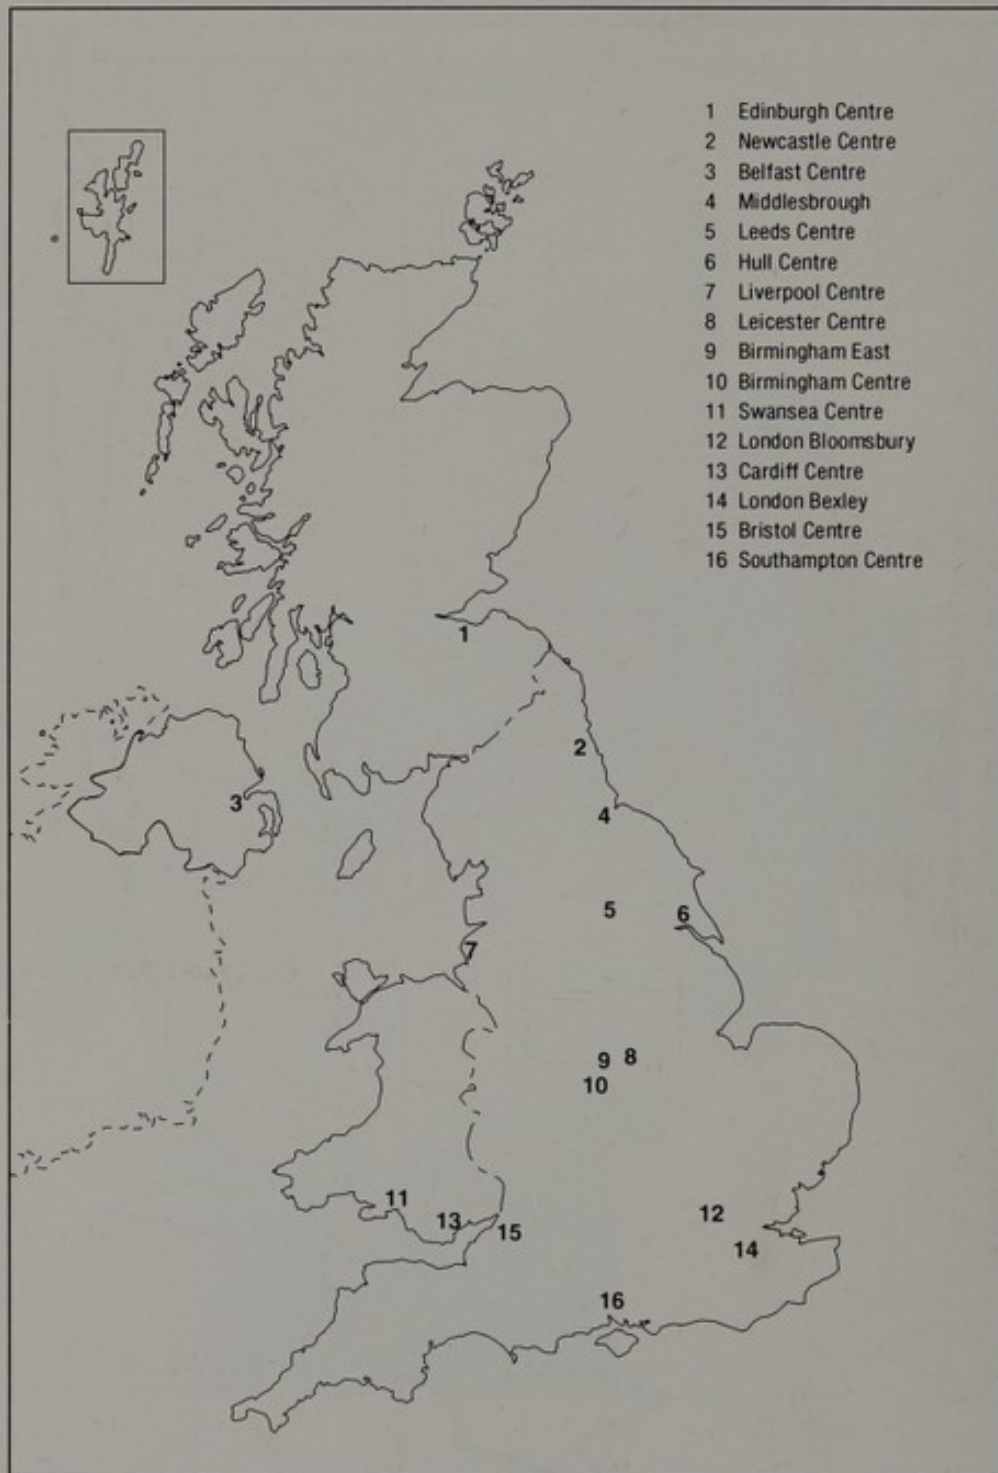 1 Edinburgh Centre
2 Newcastle Centre
3 Belfast Centre
4 Middlesbrough
5 Leeds Centre
6 Hull Centre
7 Liverpool Centre
8 Leicester Centre
9 Birmingham East
10 Birmingham Centre
11 Swansea Centre
12 London Bloomsbury
13 Cardiff Centre
14 London Bexley
15 Bristol Centre
16 Southampton Centre
1
2
3
4
5
6
7
9
8
10
11
13
15
12
14
16